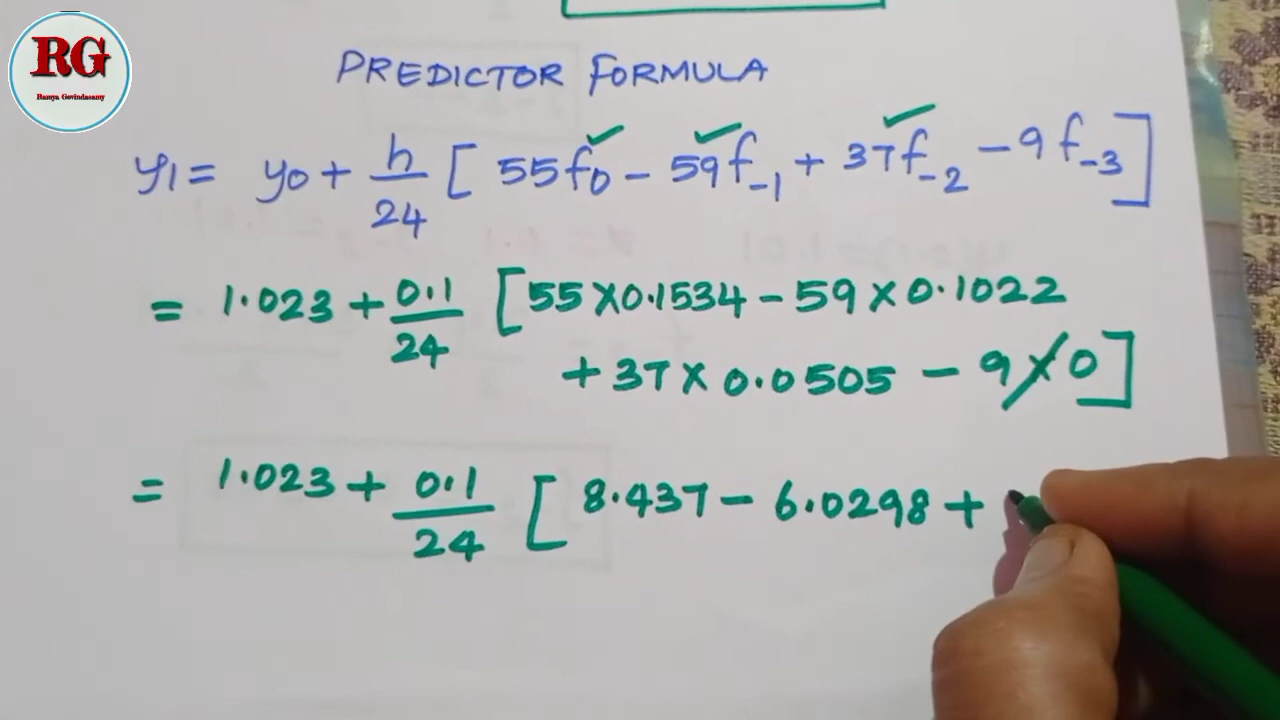 RG
Ramya Govindasamy
PREDICTOR FORMULA
y1 = y0 + h/24 [ 55f0 - 59f-1 + 37f-2 - 9f-3 ]
= 1.023 + 0.1/24 [ 55 × 0.1534 - 59 × 0.1022
+ 37 × 0.0505 - 9 × 0 ]
= 1.023 + 0.1/24 [ 8.437 - 6.0298 +